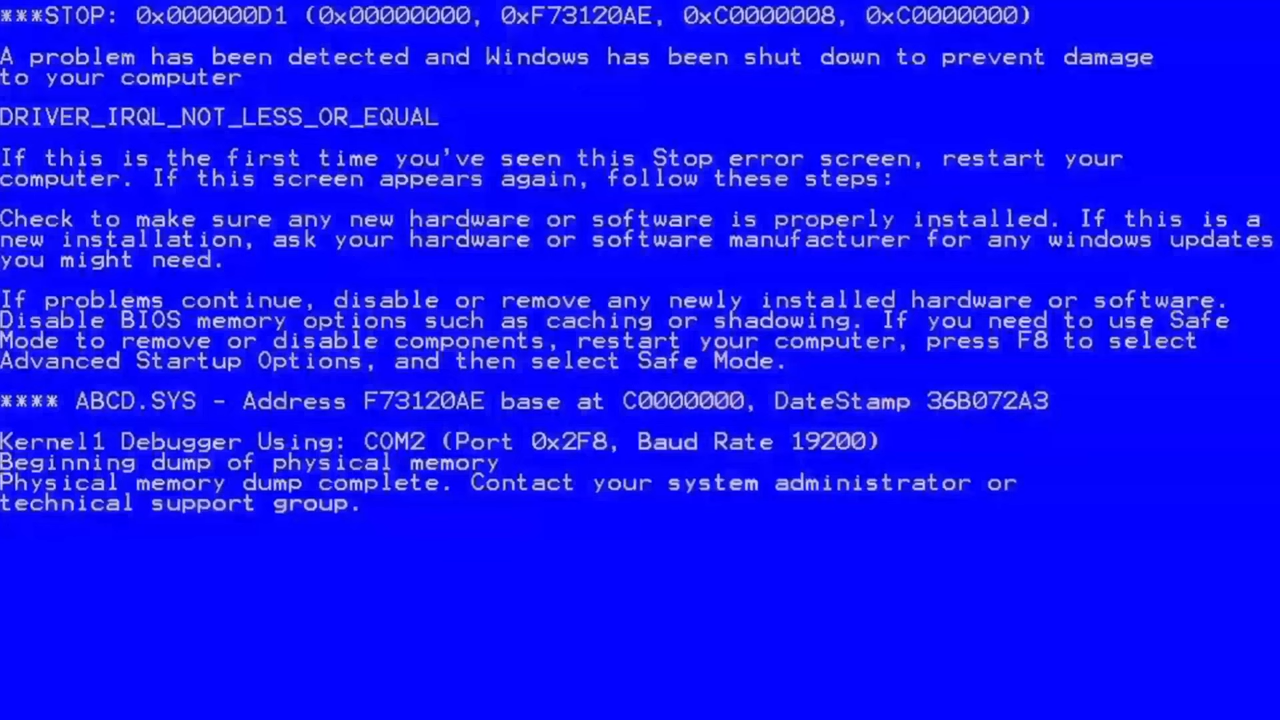 ***STOP: 0x000000D1 (0x00000000, 0xF73120AE, 0xC0000008, 0xC0000000)
A problem has been detected and Windows has been shut down to prevent damage
to your computer
DRIVER_IRQL_NOT_LESS_OR_EQUAL
If this is the first time you've seen this Stop error screen, restart your
computer. If this screen appears again, follow these steps:
Check to make sure any new hardware or software is properly installed. If this is a
new installation, ask your hardware or software manufacturer for any windows updates
you might need.
If problems continue, disable or remove any newly installed hardware or software.
Disable BIOS memory options such as caching or shadowing. If you need to use Safe
Mode to remove or disable components, restart your computer, press F8 to select
Advanced Startup Options, and then select Safe Mode.
**** ABCD.SYS - Address F73120AE base at C0000000, DateStamp 36B072A3
Kernel1 Debugger Using: COM2 (Port 0x2F8, Baud Rate 19200)
Beginning dump of physical memory
Physical memory dump complete. Contact your system administrator or
technical support group.